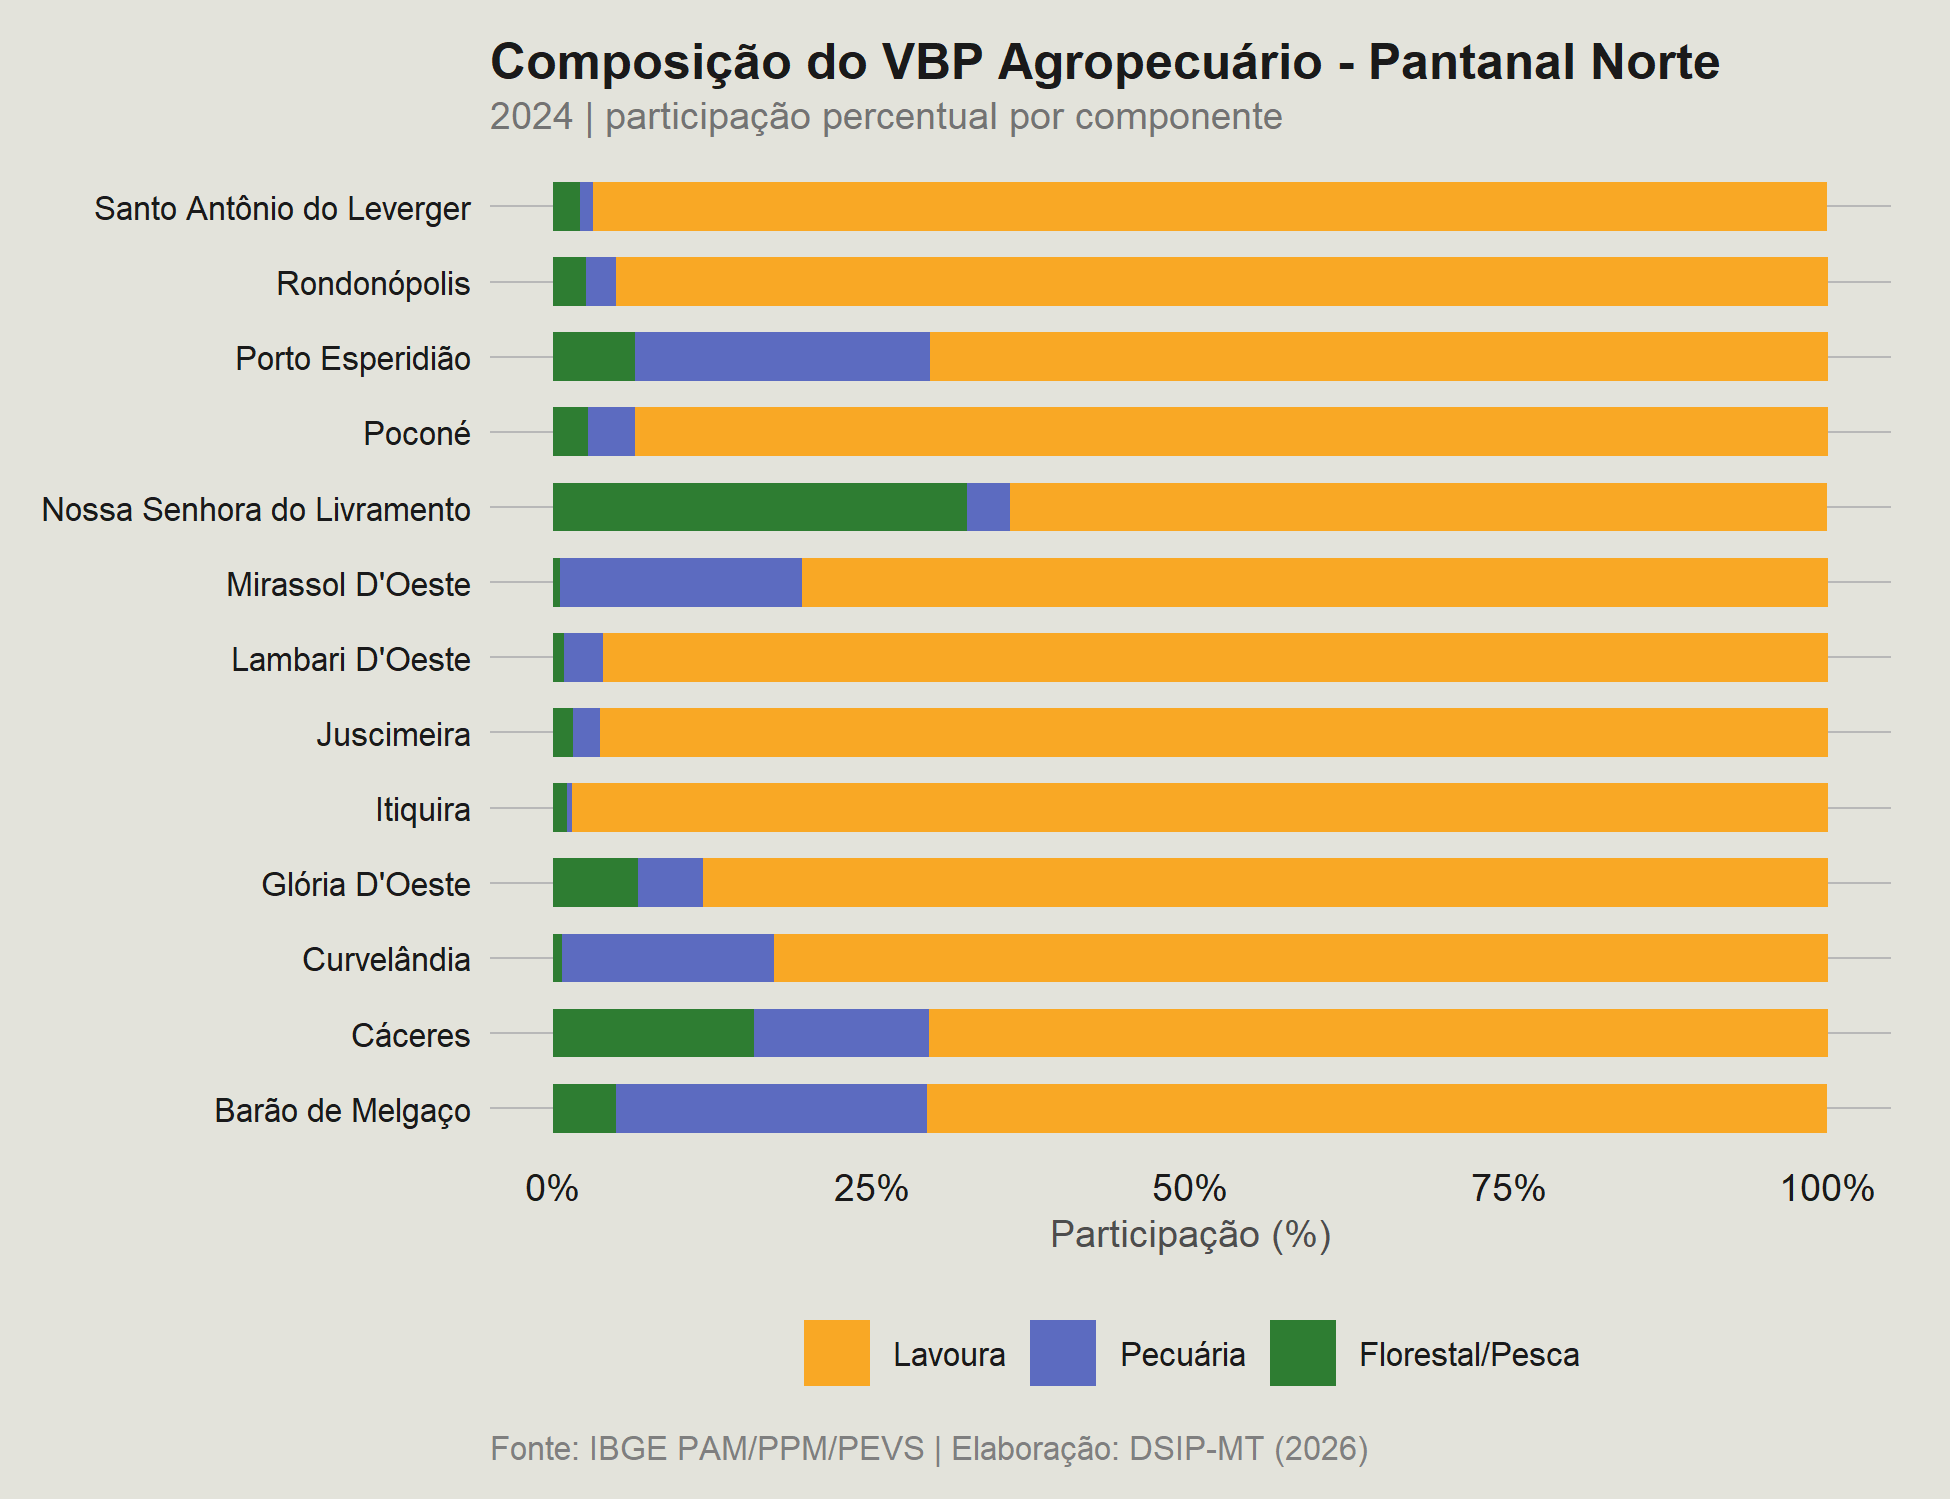 Composição do VBP Agropecuário - Pantanal Norte
2024 | participação percentual por componente
Santo Antônio do Leverger
Rondonópolis
Porto Esperidião
Poconé
Nossa Senhora do Livramento
Mirassol D'Oeste
Lambari D'Oeste
Juscimeira
Itiquira
Glória D'Oeste
Curvelândia
Cáceres
Barão de Melgaço
0% 25% 50% 75% 100%
Participação (%)
Lavoura Pecuária Florestal/Pesca
Fonte: IBGE PAM/PPM/PEVS | Elaboração: DSIP-MT (2026)